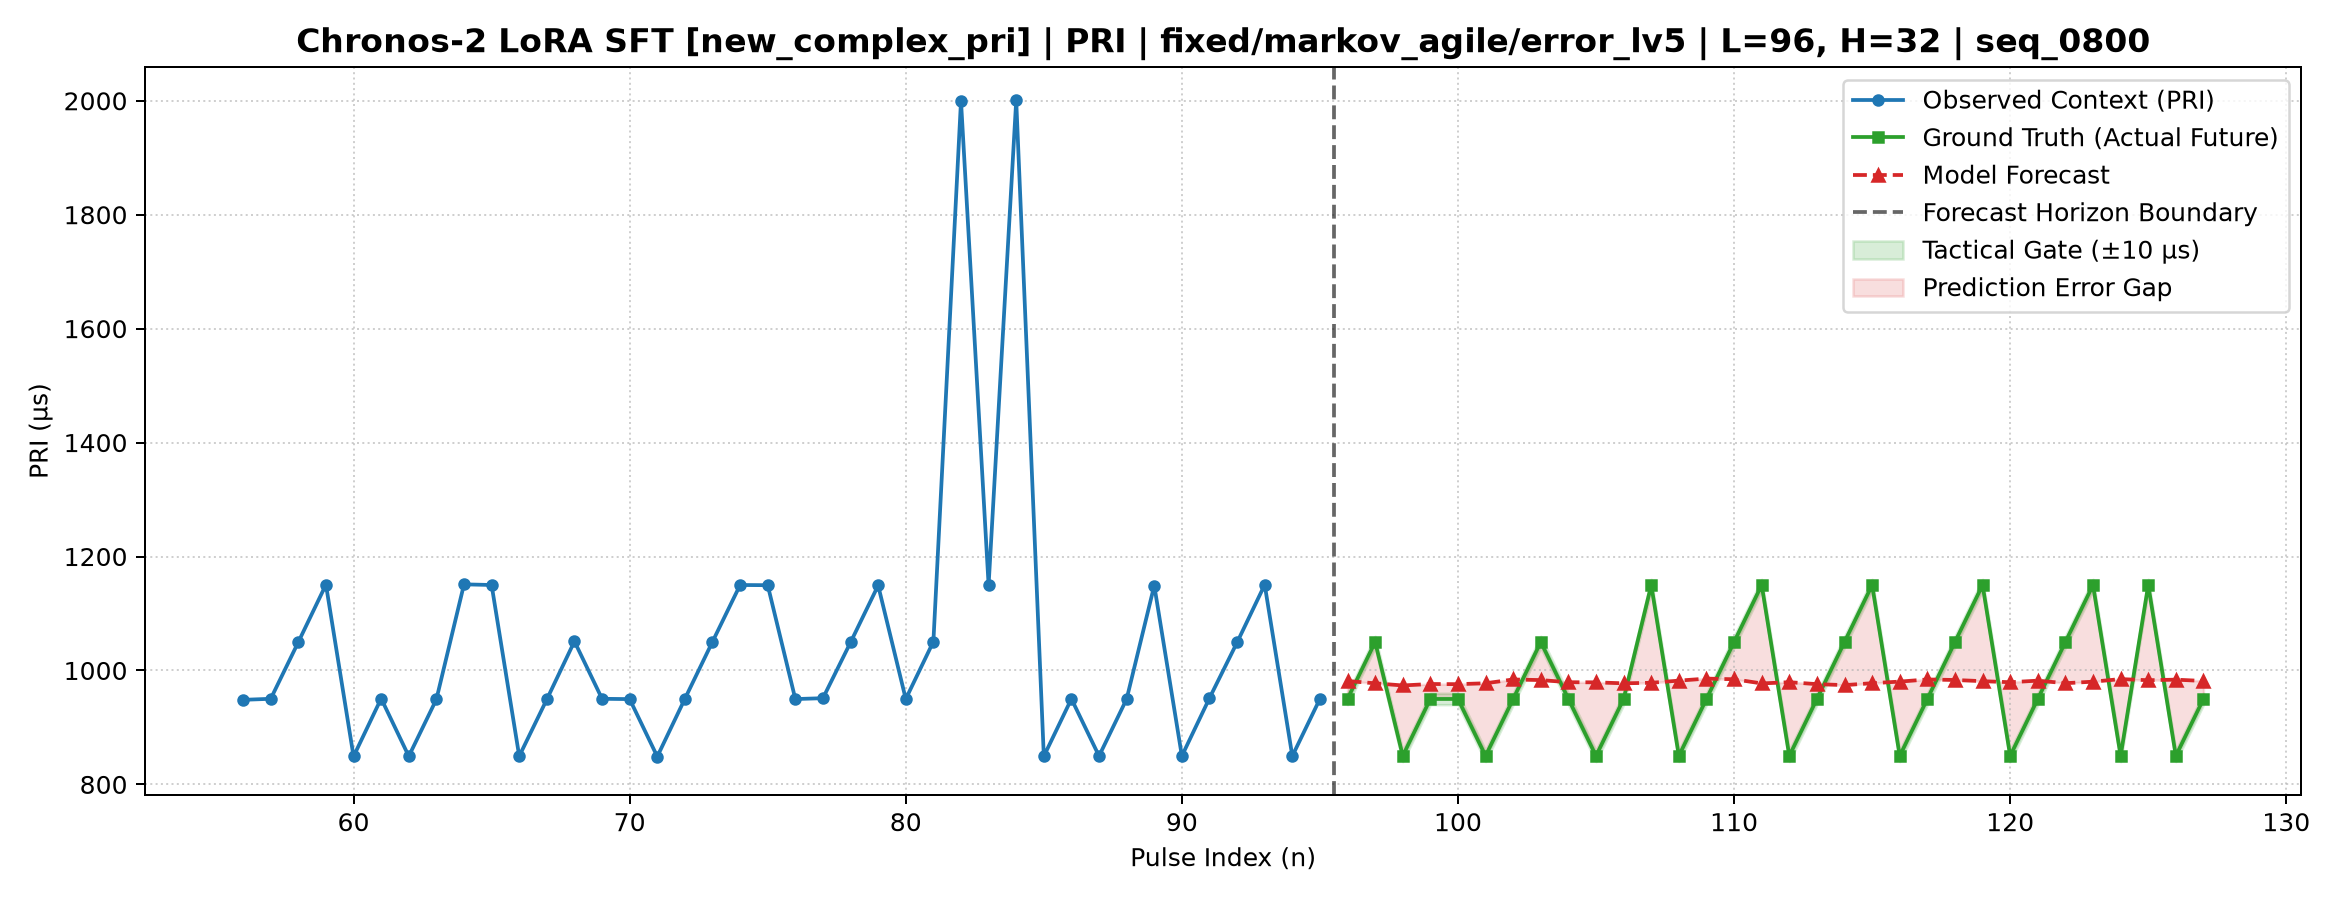 Chronos-2 LoRA SFT [new_complex_pri] | PRI | fixed/markov_agile/error_lv5 | L=96, H=32 | seq_0800
Observed Context (PRI)
Ground Truth (Actual Future)
Model Forecast
Forecast Horizon Boundary
Tactical Gate (±10 μs)
Prediction Error Gap
PRI (μs)
2000
1800
1600
1400
1200
1000
800
60
70
80
90
100
110
120
130
Pulse Index (n)